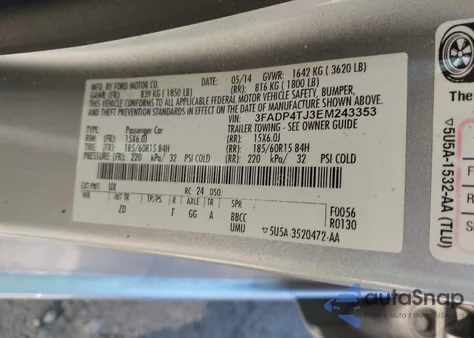 MFD. BY FORD MOTOR CO.
DATE: 05/14 GVWR: 1642 KG ( 3620 LB)
GAWR: (FR): 839 KG ( 1850 LB) (RR): 816 KG ( 1800 LB)
THIS VEHICLE CONFORMS TO ALL APPLICABLE FEDERAL MOTOR VEHICLE SAFETY, BUMPER,
AND THEFT PREVENTION STANDARDS IN EFFECT ON THE DATE OF MANUFACTURE SHOWN ABOVE.
VIN: 3FADP4TJ3EM243353
TYPE: Passenger Car TRAILER TOWING -- SEE OWNER GUIDE
RIMS: (FR): 15X6.0J (RR): 15X6.0J
TIRES: (FR): 185/60R15 84H (RR): 185/60R15 84H
PRESSURE: (FR): 220 kPa/ 32 PSI COLD (RR): 220 kPa/ 32 PSI COLD
EXT PNT: UX RC: 24 DSO:
INT TR TP/PS R AXLE TR SPR
ZD F GG A BBCC
UMU
F0056
R0130
▽5U5A-3520472-AA
▽5U5A-1532-AA (TLU)
autoSnap